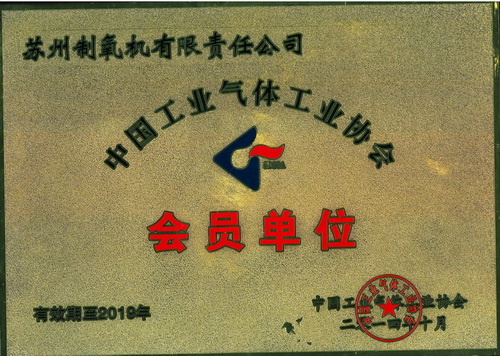 苏州制氧机有限责任公司
中国工业气体工业协会
会员单位
有效期至2019年
中国工业气体工业协会
二〇一四年十月